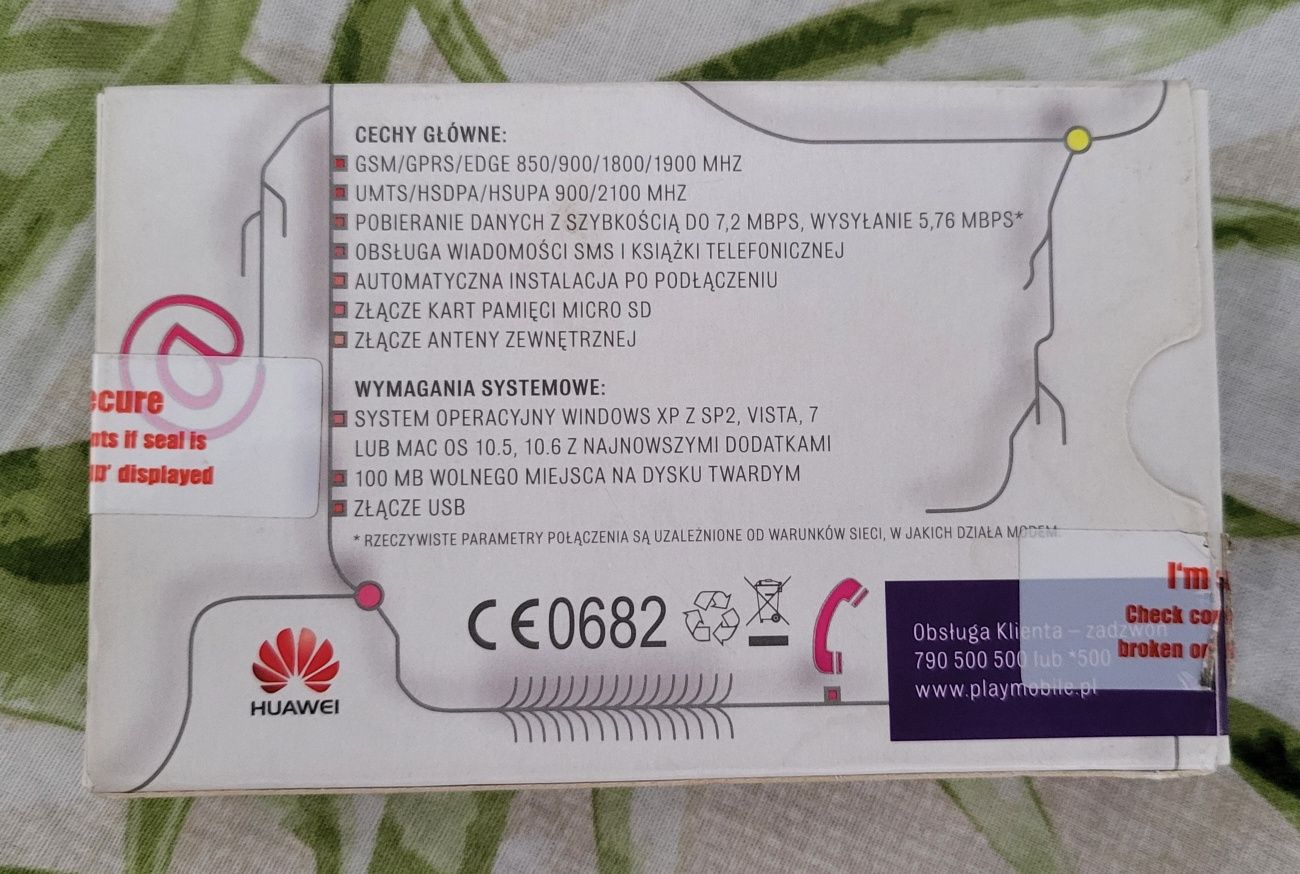 CECHY GŁÓWNE:
GSM/GPRS/EDGE 850/900/1800/1900 MHZ
UMTS/HSDPA/HSUPA 900/2100 MHZ
POBIERANIE DANYCH Z SZYBKOŚCIĄ DO 7,2 MBPS, WYSYŁANIE 5,76 MBPS*
OBSŁUGA WIADOMOŚCI SMS I KSIĄŻKI TELEFONICZNEJ
AUTOMATYCZNA INSTALACJA PO PODŁĄCZENIU
ZŁĄCZE KART PAMIĘCI MICRO SD
ZŁĄCZE ANTENY ZEWNĘTRZNEJ
WYMAGANIA SYSTEMOWE:
SYSTEM OPERACYJNY WINDOWS XP Z SP2, VISTA, 7
LUB MAC OS 10.5, 10.6 Z NAJNOWSZYMI DODATKAMI
100 MB WOLNEGO MIEJSCA NA DYSKU TWARDYM
ZŁĄCZE USB
* RZECZYWISTE PARAMETRY POŁĄCZENIA SĄ UZALEŻNIONE OD WARUNKÓW SIECI, W JAKICH DZIAŁA MODEM.
ecure
nts if seal is
displayed
CE0682
HUAWEI
Obsługa Klienta – zadzwoń
790 500 500 lub *500
www.playmobile.pl
I'm
Check co
broken or